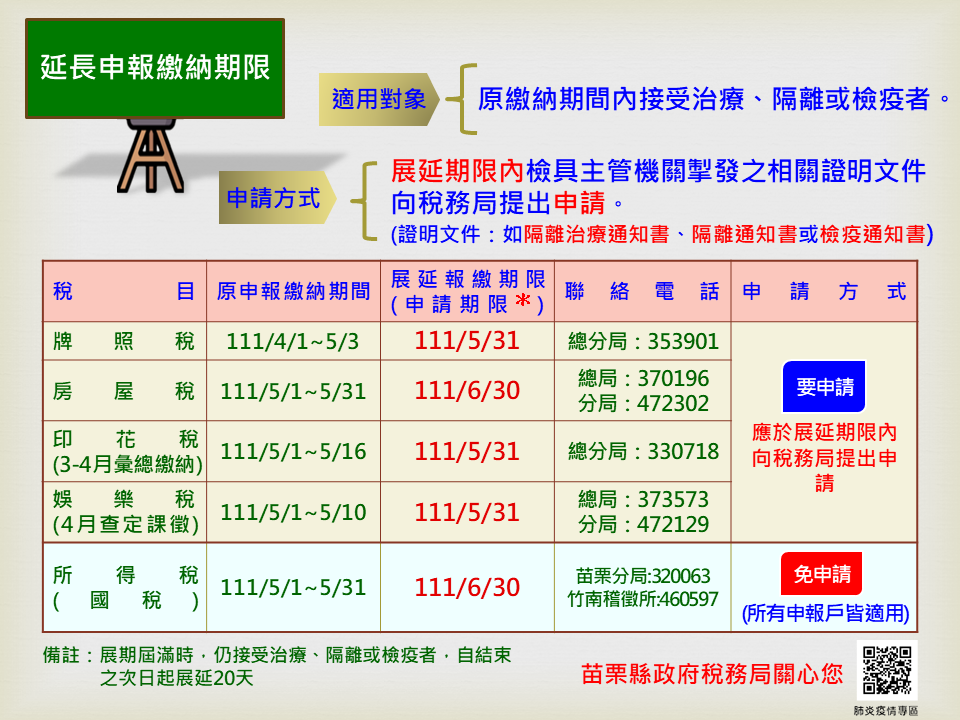 延長申報繳納期限
適用對象
原繳納期間內接受治療、隔離或檢疫者。
申請方式
展延期限內檢具主管機關掣發之相關證明文件
向稅務局提出申請。
(證明文件：如隔離治療通知書、隔離通知書或檢疫通知書)
稅目 原申報繳納期間 展延報繳期限 聯絡電話 申請方式
(申請期限＊)
牌照稅 111/4/1~5/3 111/5/31 總分局：353901
房屋稅 111/5/1~5/31 111/6/30 總局：370196
分局：472302
要申請
應於展延期限內
向稅務局提出申
請
印花稅
(3-4月彙總繳納) 111/5/1~5/16 111/5/31 總分局：330718
娛樂稅
(4月查定課徵) 111/5/1~5/10 111/5/31 總局：373573
分局：472129
所得稅
(國稅) 111/5/1~5/31 111/6/30 苗栗分局:320063
竹南稽徵所:460597
免申請
(所有申報戶皆適用)
備註：展期屆滿時，仍接受治療、隔離或檢疫者，自結束
之次日起展延20天
苗栗縣政府稅務局關心您
肺炎疫情專區